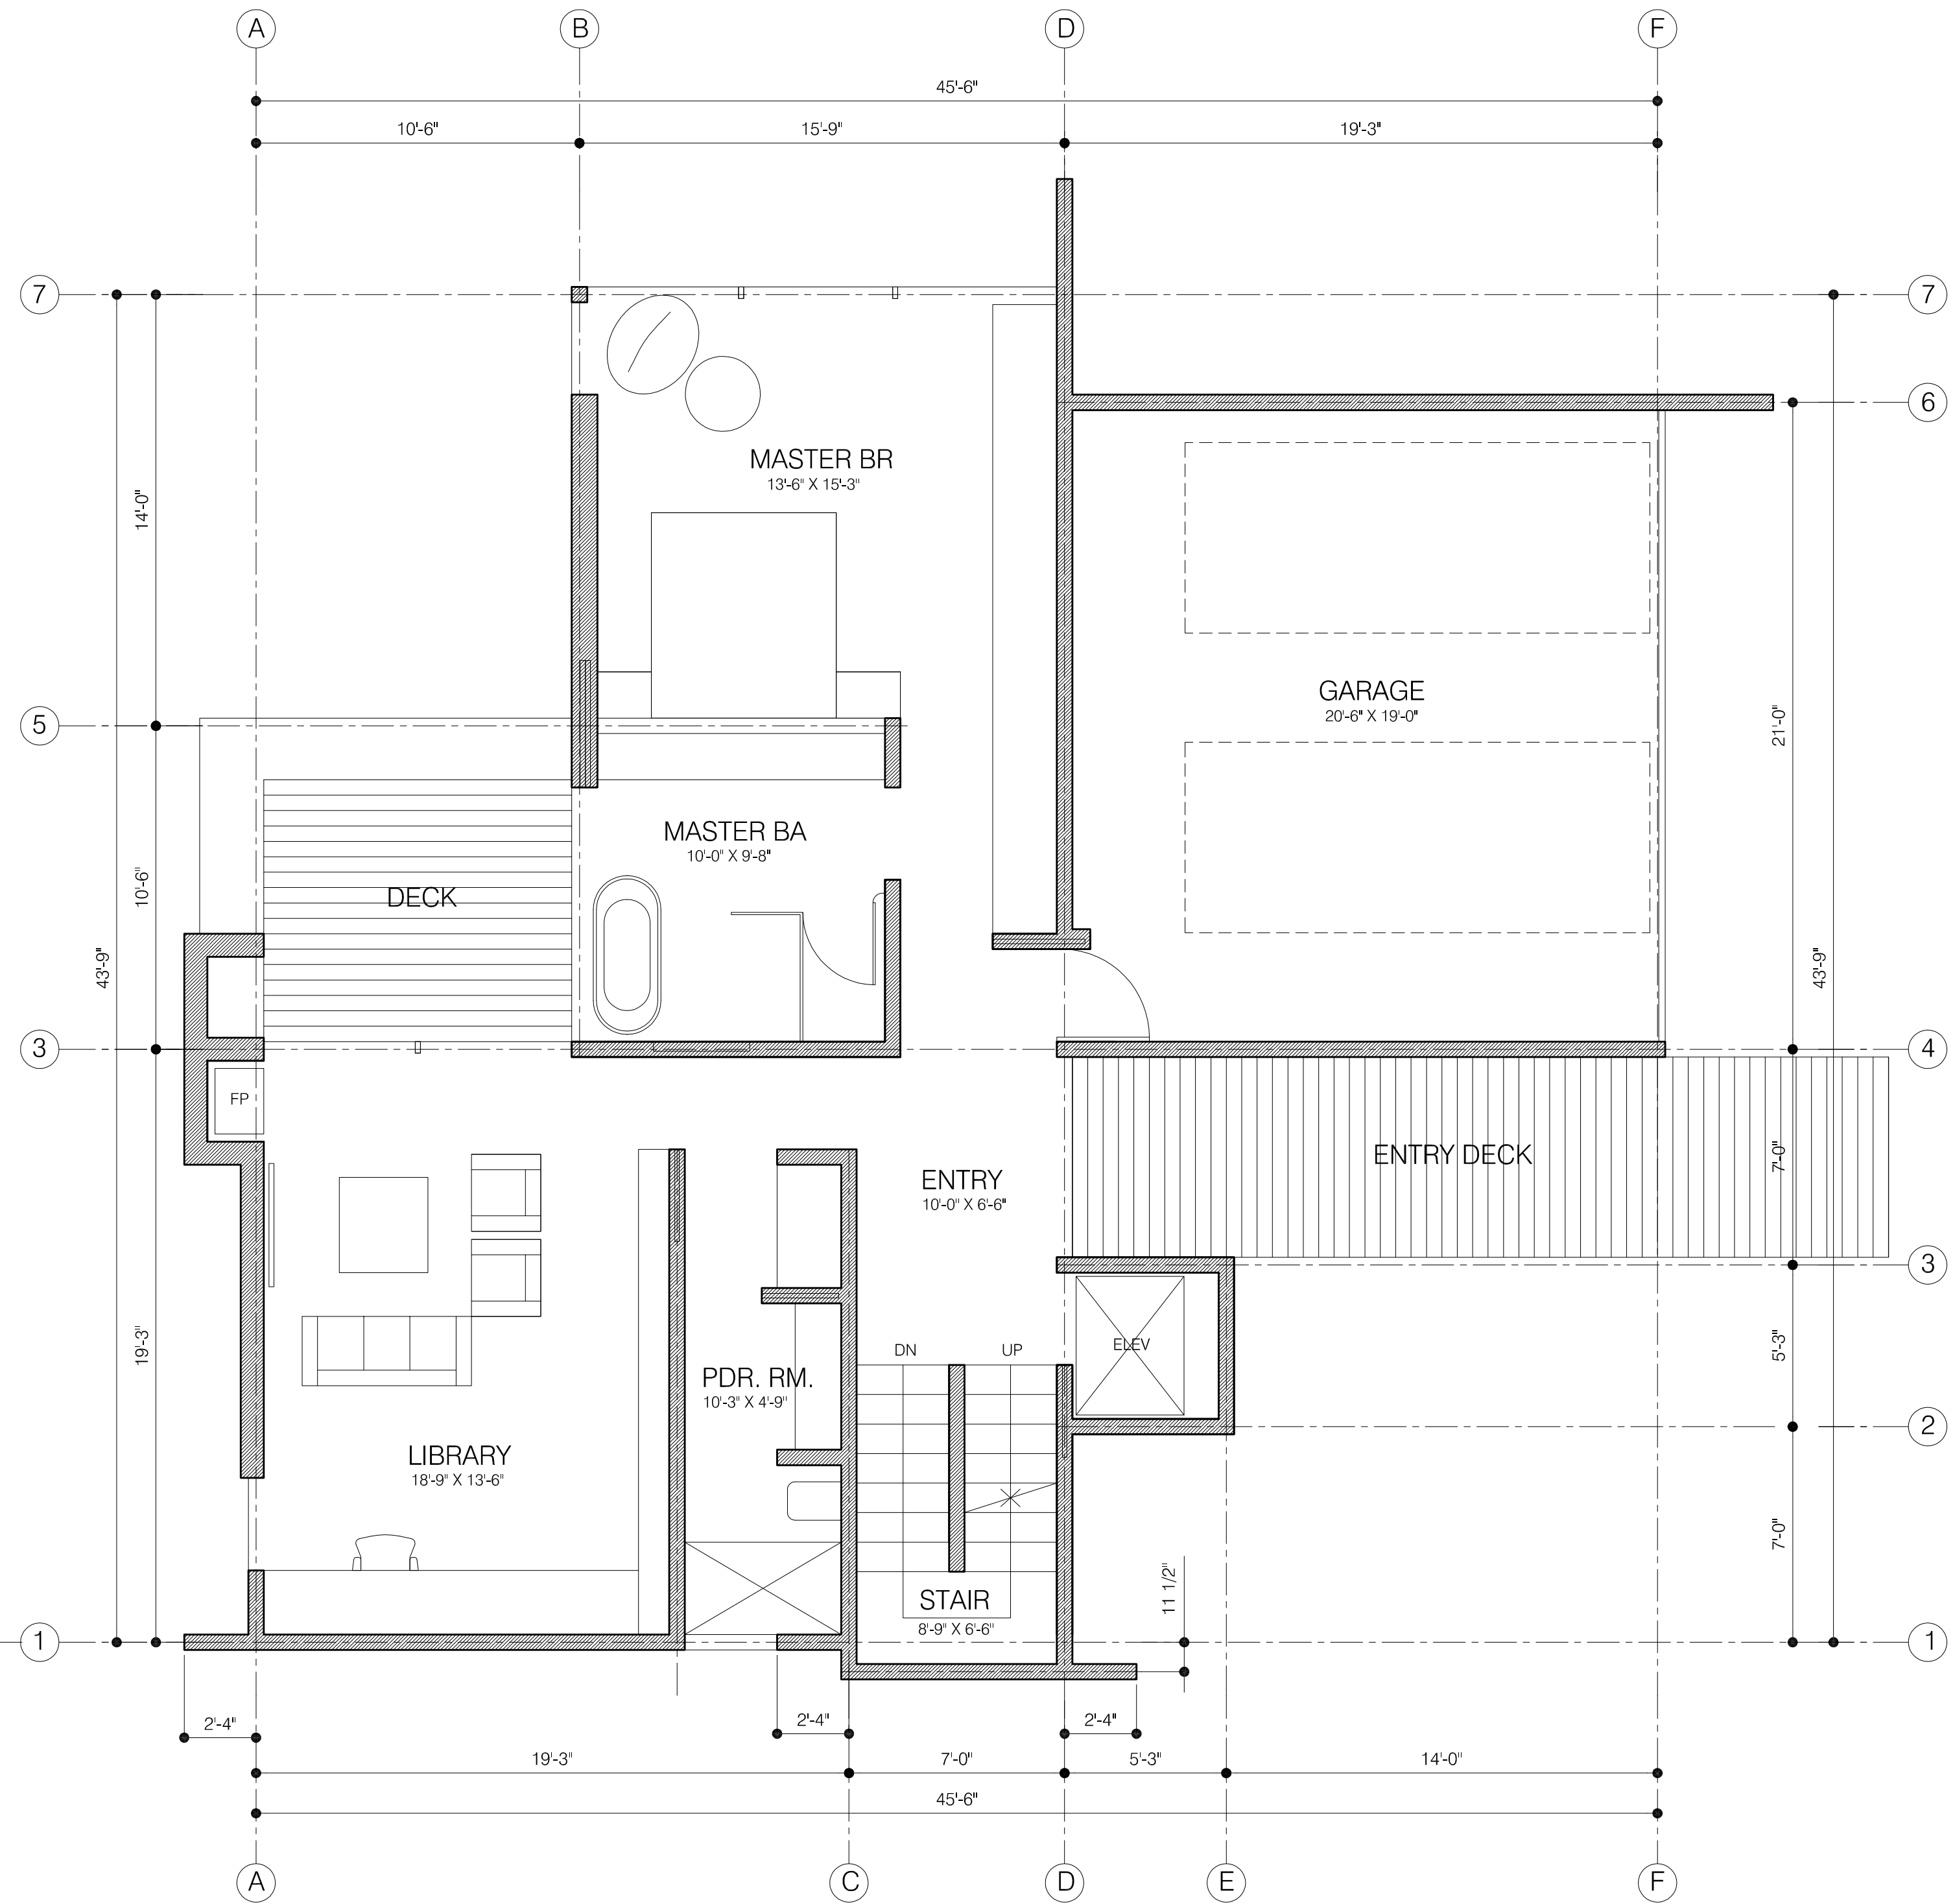 A B D F
45'-6"
10'-6" 15'-9" 19'-3"
7 7
6
MASTER BR
13'-6" X 15'-3"
14'-0"
GARAGE
20'-6" X 19'-0"
5
21'-0"
MASTER BA
10'-0" X 9'-8"
10'-6"
DECK
43'-9" 43'-9"
3 4
FP
ENTRY DECK
7'-0"
ENTRY
10'-0" X 6'-6"
3
19'-3"
DN UP
ELEV
5'-3"
PDR. RM.
10'-3" X 4'-9"
2
LIBRARY
18'-9" X 13'-6"
7'-0"
11 1/2"
STAIR
8'-9" X 6'-6"
1 1
2'-4" 2'-4" 2'-4"
19'-3" 7'-0" 5'-3" 14'-0"
45'-6"
A C D E F